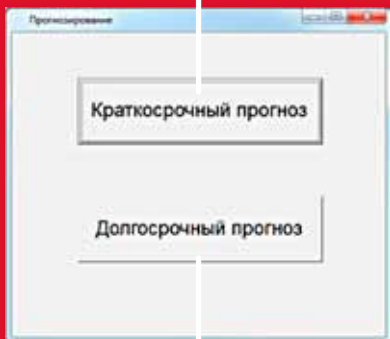 Прогнозирование
Краткосрочный прогноз
Долгосрочный прогноз